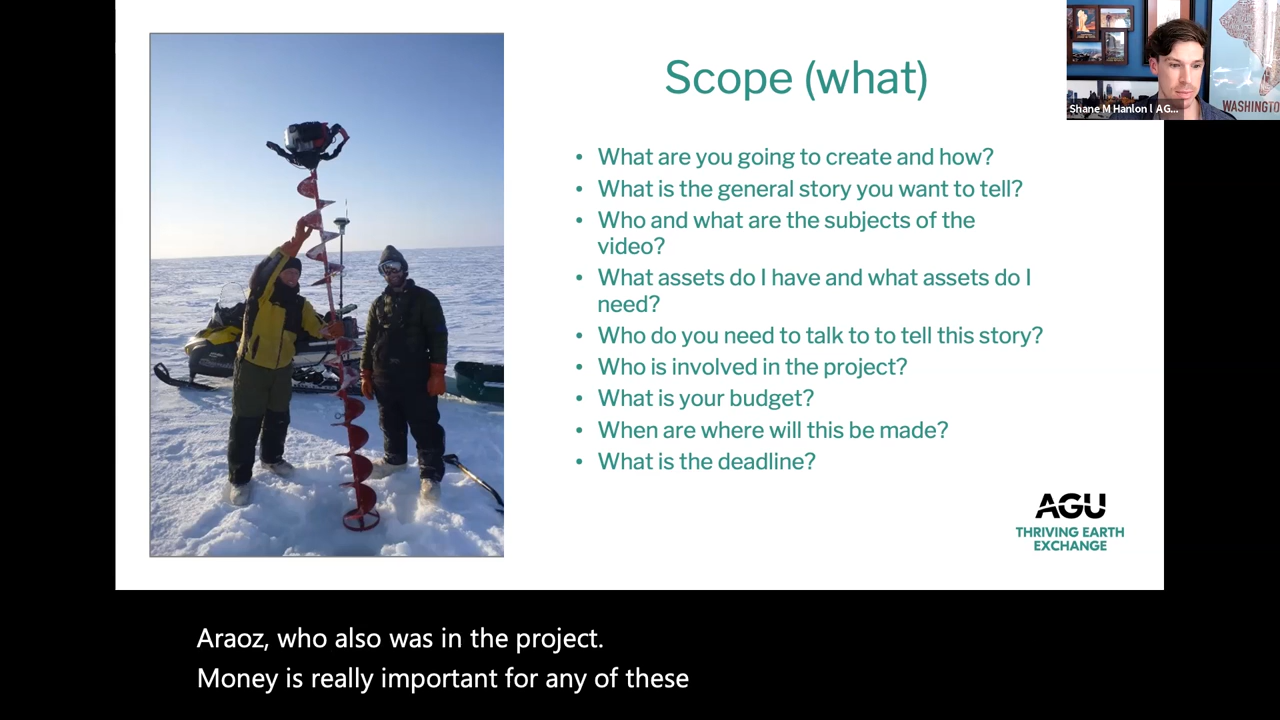 Scope (what)
• What are you going to create and how?
• What is the general story you want to tell?
• Who and what are the subjects of the
video?
• What assets do I have and what assets do I
need?
• Who do you need to talk to to tell this story?
• Who is involved in the project?
• What is your budget?
• When are where will this be made?
• What is the deadline?
AGU
THRIVING EARTH
EXCHANGE
Shane M Hanlon l AG...
WASHINGTO
Araoz, who also was in the project.
Money is really important for any of these